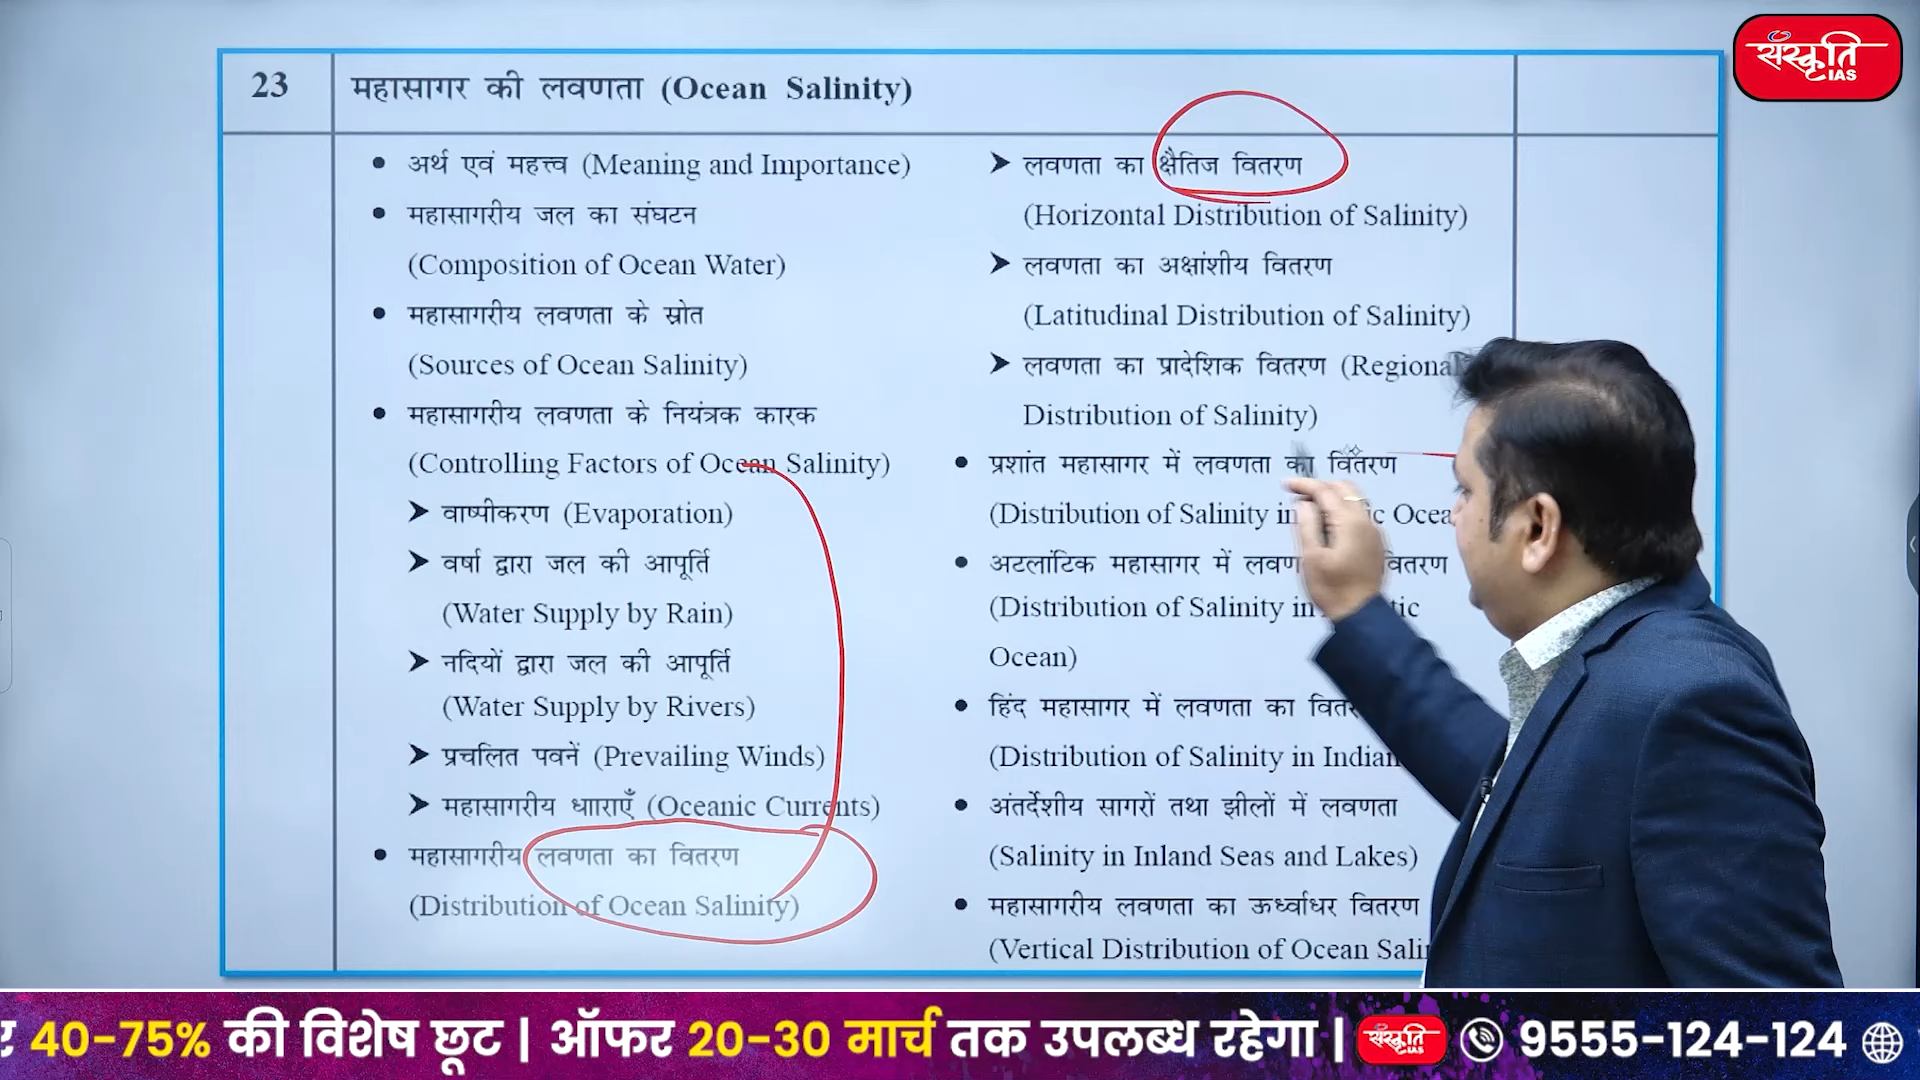 संस्कृति
IAS
23
महासागर की लवणता (Ocean Salinity)
• अर्थ एवं महत्त्व (Meaning and Importance)
• महासागरीय जल का संघटन
(Composition of Ocean Water)
• महासागरीय लवणता के स्रोत
(Sources of Ocean Salinity)
• महासागरीय लवणता के नियंत्रक कारक
(Controlling Factors of Ocean Salinity)
➤ वाष्पीकरण (Evaporation)
➤ वर्षा द्वारा जल की आपूर्ति
(Water Supply by Rain)
➤ नदियों द्वारा जल की आपूर्ति
(Water Supply by Rivers)
➤ प्रचलित पवनें (Prevailing Winds)
➤ महासागरीय धााराएँ (Oceanic Currents)
• महासागरीय लवणता का वितरण
(Distribution of Ocean Salinity)
➤ लवणता का क्षैतिज वितरण
(Horizontal Distribution of Salinity)
➤ लवणता का अक्षांशीय वितरण
(Latitudinal Distribution of Salinity)
➤ लवणता का प्रादेशिक वितरण (Regional
Distribution of Salinity)
• प्रशांत महासागर में लवणता का वितरण
(Distribution of Salinity in
• अटलांटिक महासागर में
(Distribution of Salinity in
Ocean)
• हिंद महासागर में लवणता का
(Distribution of Salinity in Indian
• अंतर्देशीय सागरों तथा झीलों में लवणता
(Salinity in Inland Seas and Lakes)
• महासागरीय लवणता का ऊर्ध्वाधर वितरण
(Vertical Distribution of Ocean
40-75% की विशेष छूट | ऑफर 20-30 मार्च तक उपलब्ध रहेगा | संस्कृति IAS 9555-124-124